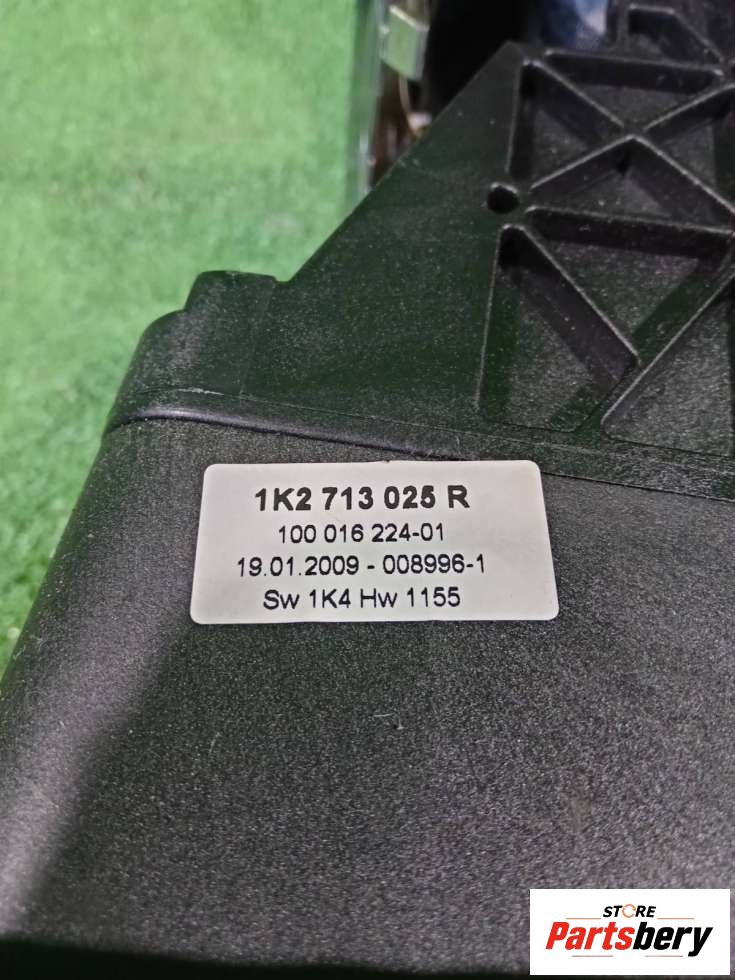 1K2 713 025 R
100 016 224-01
19.01.2009 - 008996-1
Sw 1K4 Hw 1155
STORE
Partsbery